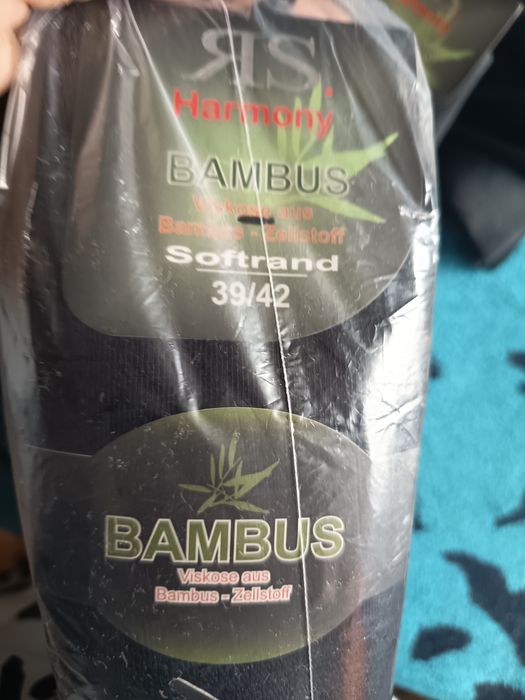 RS.
Harmony
BAMBUS
Viskose aus
Bambus - Zellstoff
Softrand
39/42
BAMBUS
Viskose aus
Bambus - Zellstoff